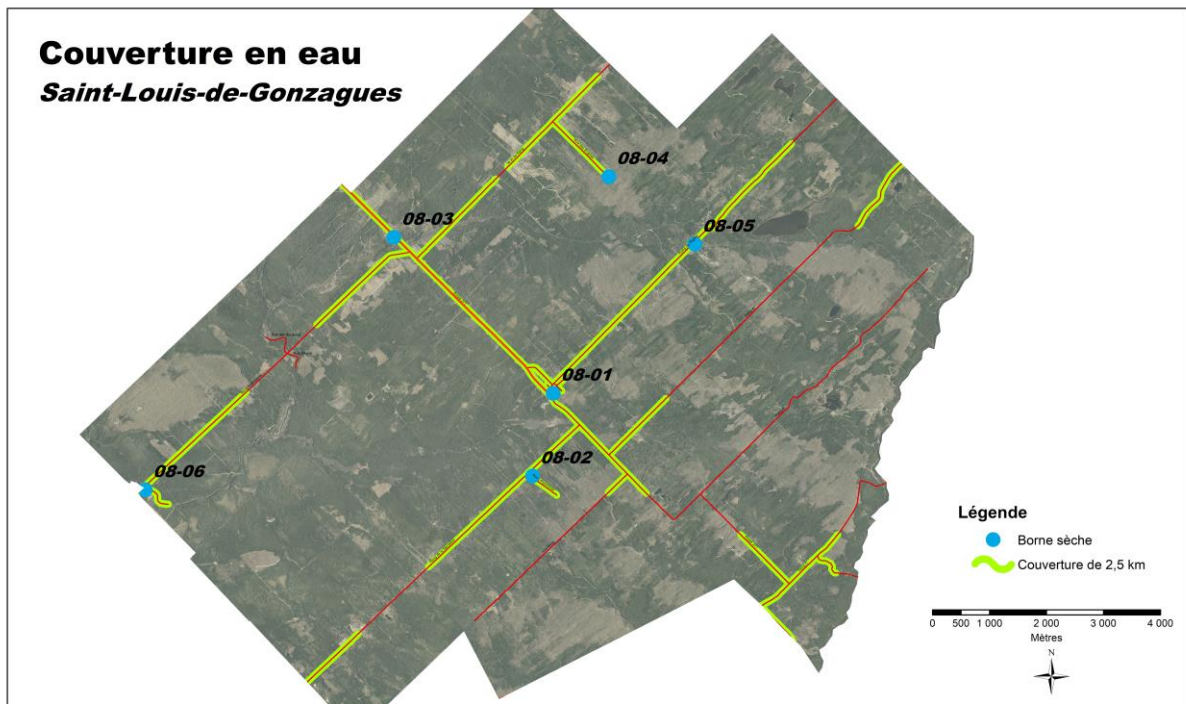 Couverture en eau
Saint-Louis-de-Gonzagues
08-04
08-03
08-05
08-01
08-02
08-06
Légende
Borne sèche
Couverture de 2,5 km
0 500 1 000 2 000 3 000 4 000
Mètres
N